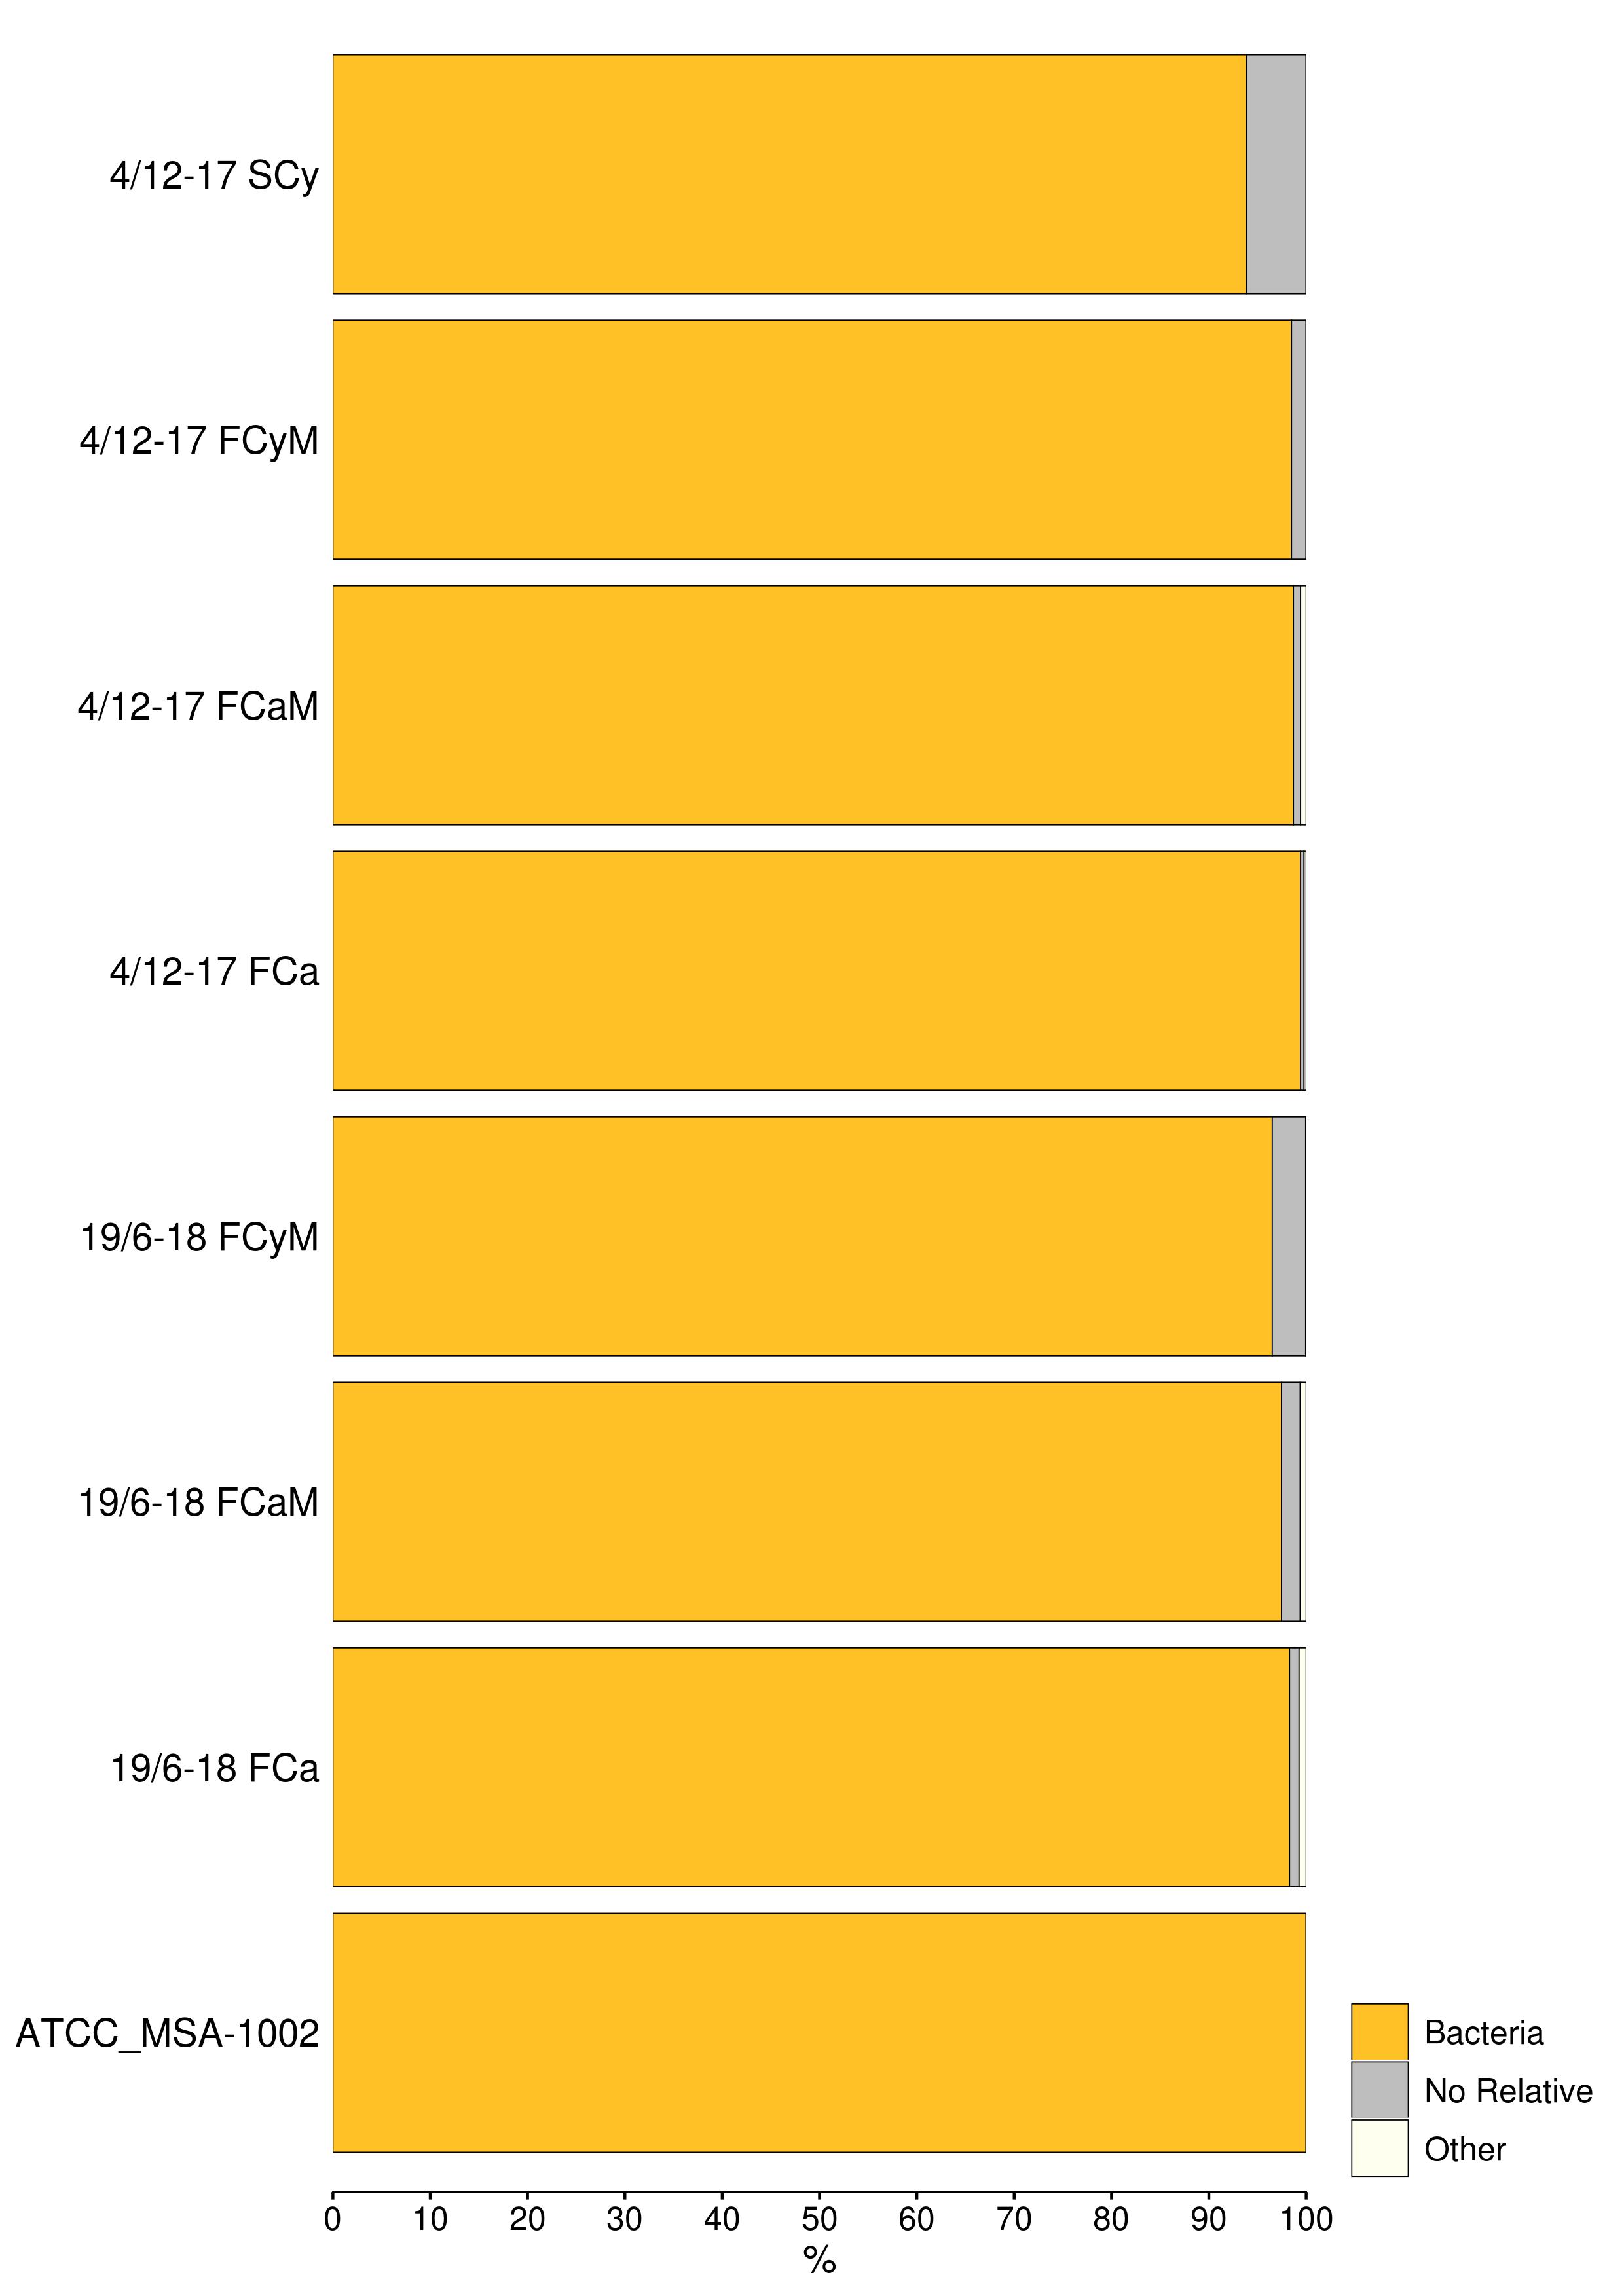 4/12-17 SCy
4/12-17 FCyM
4/12-17 FCaM
4/12-17 FCa
19/6-18 FCyM
19/6-18 FCaM
19/6-18 FCa
ATCC_MSA-1002
Bacteria
No Relative
Other
0 10 20 30 40 50 60 70 80 90 100
%